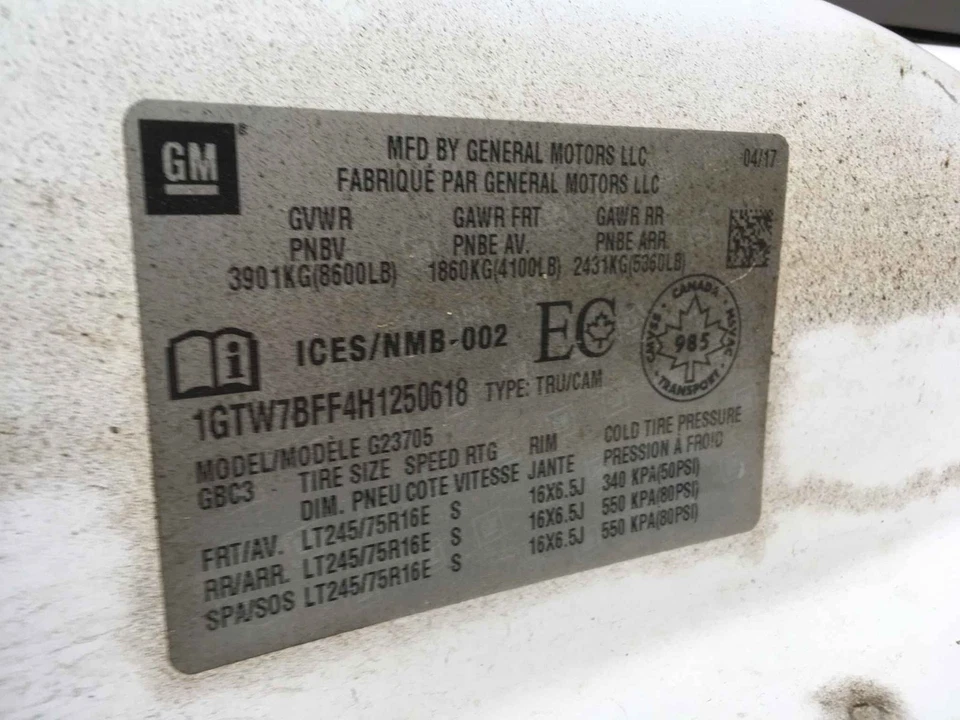 GM
MFD BY GENERAL MOTORS LLC
04/17
FABRIQUÉ PAR GENERAL MOTORS LLC
GVWR GAWR FRT GAWR RR
PNBV PNBE AV. PNBE ARR.
3901KG(8600LB) 1860KG(4100LB) 2431KG(5360LB)
ICES/NMB-002 EC
CANADA
CMVSS 985 NSVAC
TRANSPORT
1GTW7BFF4H1250618 TYPE: TRU/CAM
MODEL/MODÈLE G23705
GBC3 TIRE SIZE SPEED RTG RIM COLD TIRE PRESSURE
DIM. PNEU COTE VITESSE JANTE PRESSION À FROID
FRT/AV. LT245/75R16E S 16X6.5J 340 KPA(50PSI)
RR/ARR. LT245/75R16E S 16X6.5J 550 KPA(80PSI)
SPA/SOS LT245/75R16E S 16X6.5J 550 KPA(80PSI)